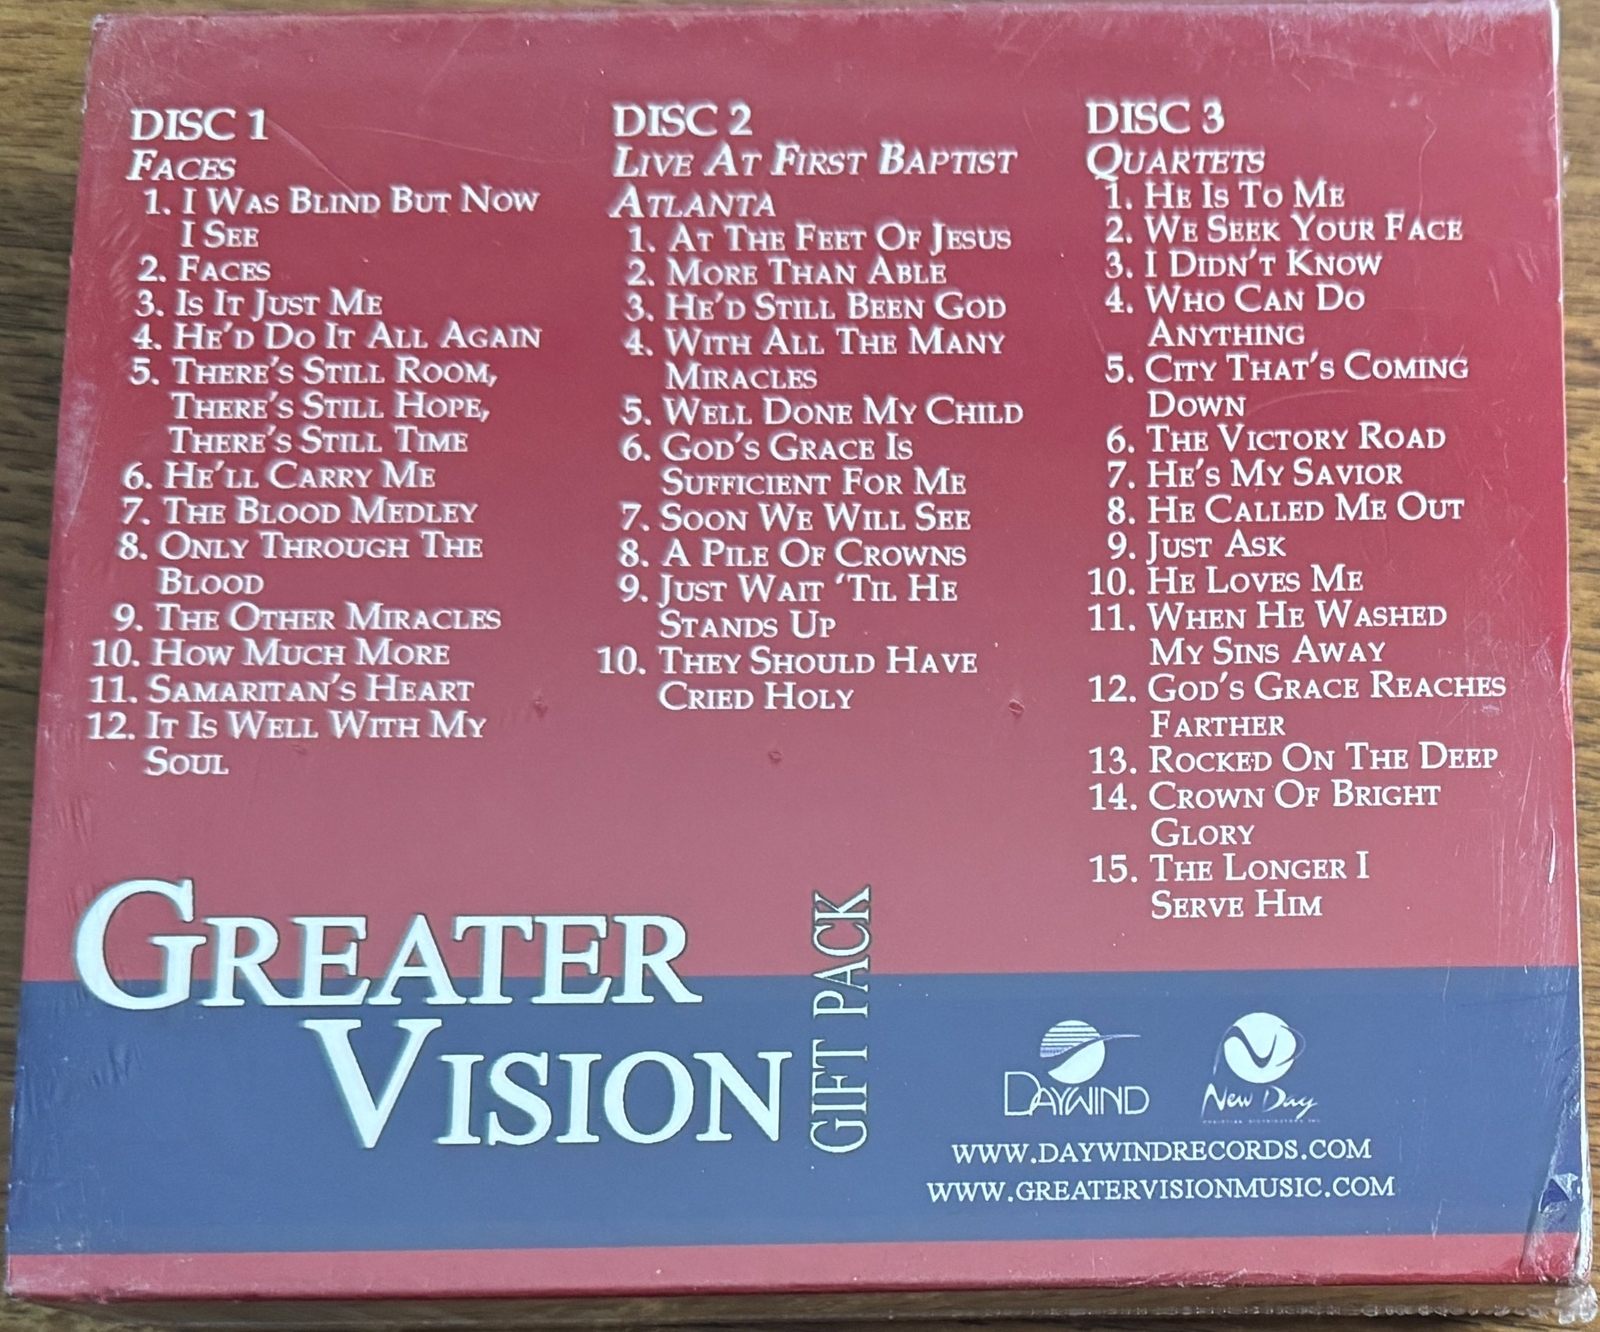 DISC 1
FACES
1. I WAS BLIND BUT NOW
I SEE
2. FACES
3. IS IT JUST ME
4. HE'D DO IT ALL AGAIN
5. THERE'S STILL ROOM,
THERE'S STILL HOPE,
THERE'S STILL TIME
6. HE'LL CARRY ME
7. THE BLOOD MEDLEY
8. ONLY THROUGH THE
BLOOD
9. THE OTHER MIRACLES
10. HOW MUCH MORE
11. SAMARITAN'S HEART
12. IT IS WELL WITH MY
SOUL
DISC 2
LIVE AT FIRST BAPTIST
ATLANTA
1. AT THE FEET OF JESUS
2. MORE THAN ABLE
3. HE'D STILL BEEN GOD
4. WITH ALL THE MANY
MIRACLES
5. WELL DONE MY CHILD
6. GOD'S GRACE IS
SUFFICIENT FOR ME
7. SOON WE WILL SEE
8. A PILE OF CROWNS
9. JUST WAIT 'TIL HE
STANDS UP
10. THEY SHOULD HAVE
CRIED HOLY
DISC 3
QUARTETS
1. HE IS TO ME
2. WE SEEK YOUR FACE
3. I DIDN'T KNOW
4. WHO CAN DO
ANYTHING
5. CITY THAT'S COMING
DOWN
6. THE VICTORY ROAD
7. HE'S MY SAVIOR
8. HE CALLED ME OUT
9. JUST ASK
10. HE LOVES ME
11. WHEN HE WASHED
MY SINS AWAY
12. GOD'S GRACE REACHES
FARTHER
13. ROCKED ON THE DEEP
14. CROWN OF BRIGHT
GLORY
15. THE LONGER I
SERVE HIM
GREATER
VISION
GIFT PACK
DAYWIND
New Day
WWW.DAYWINDRECORDS.COM
WWW.GREATERVISIONMUSIC.COM